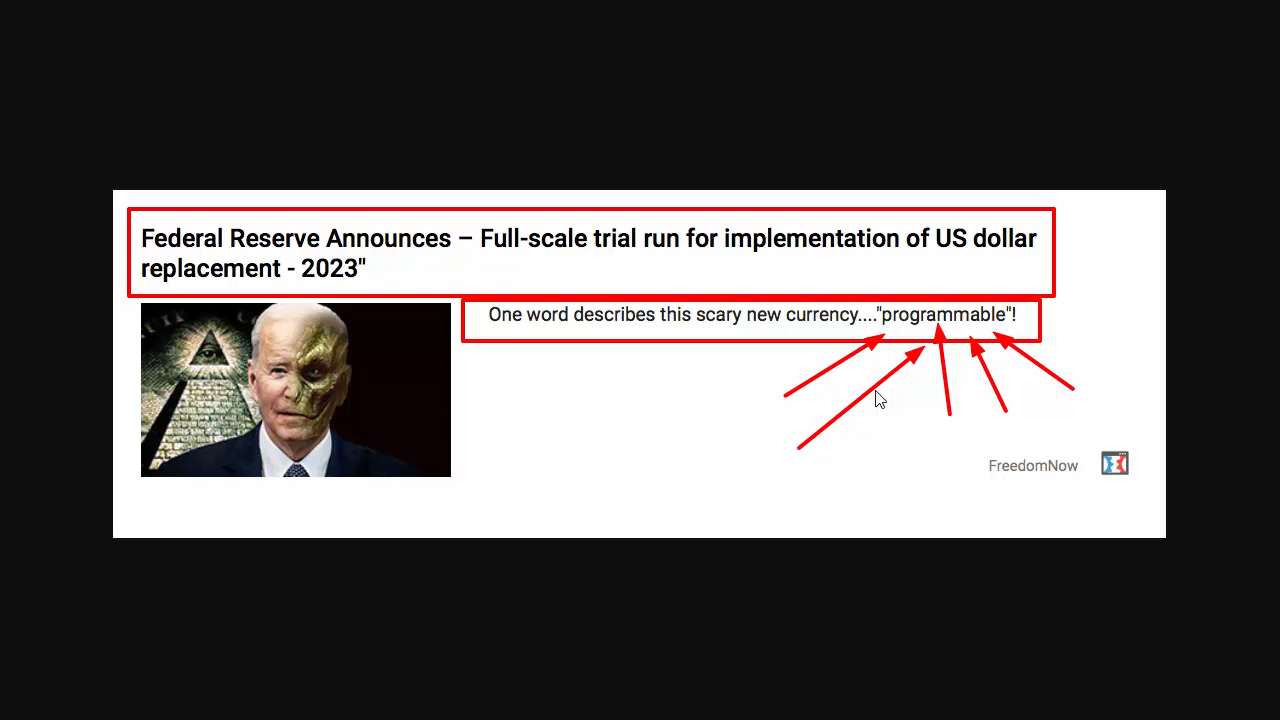 Federal Reserve Announces – Full-scale trial run for implementation of US dollar
replacement - 2023"
One word describes this scary new currency...."programmable"!
FreedomNow